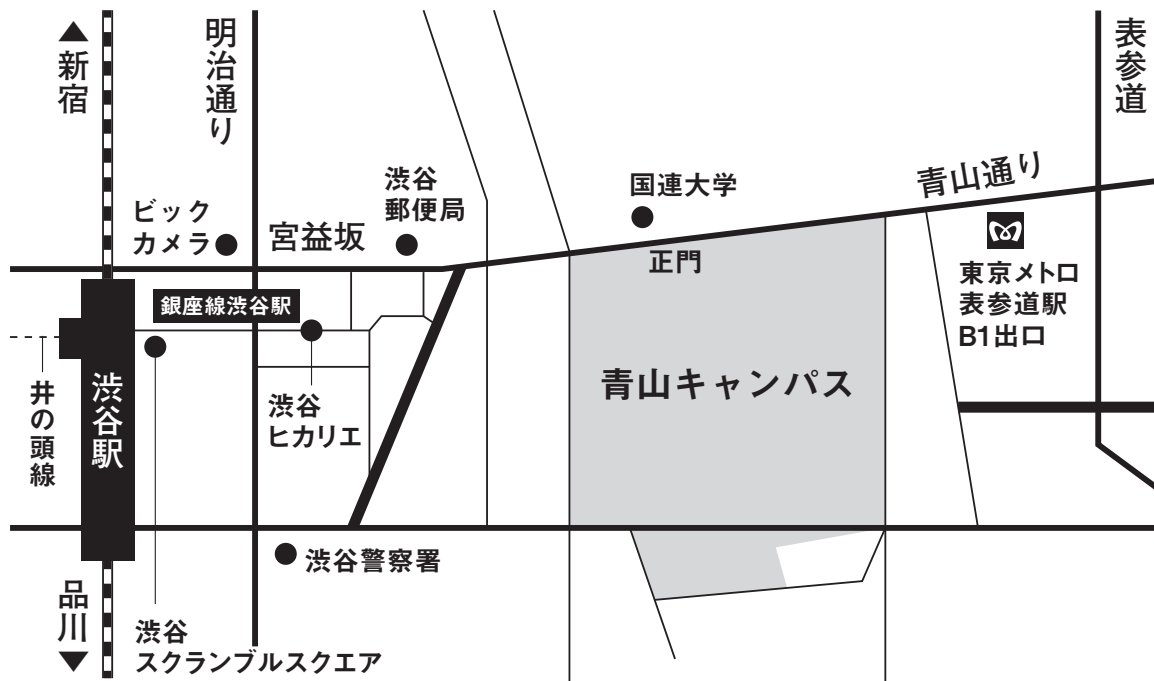 ▲新宿
明治通り
表参道
ビック
カメラ
宮益坂
渋谷
郵便局
国連大学
青山通り
正門
東京メトロ
表参道駅
B1出口
銀座線渋谷駅
渋谷
ヒカリエ
青山キャンパス
井の頭線
渋谷駅
渋谷警察署
品川▼
渋谷
スクランブルスクエア